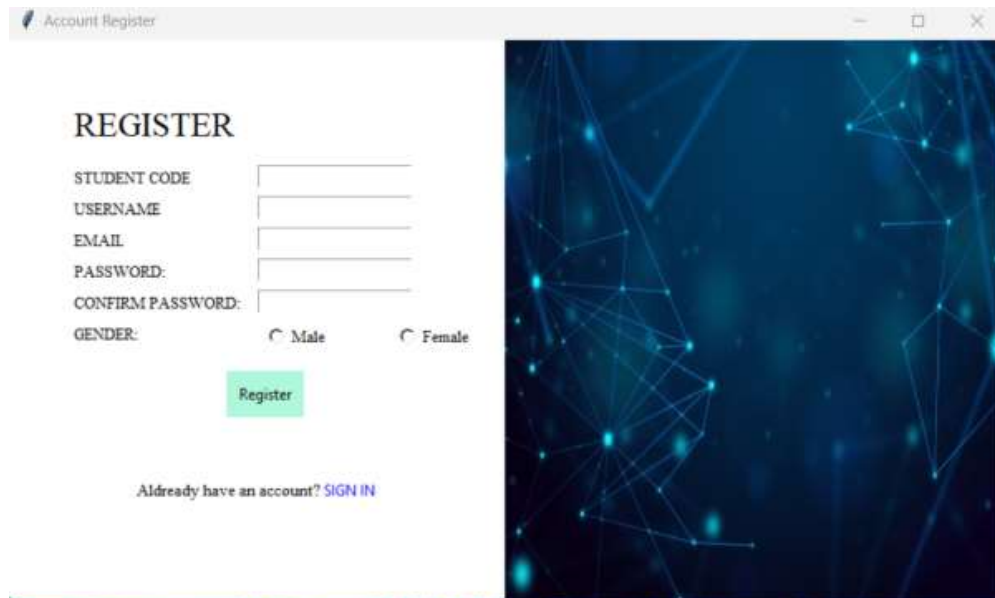 Account Register
REGISTER
STUDENT CODE
USERNAME
EMAIL
PASSWORD:
CONFIRM PASSWORD:
GENDER: Male Female
Register
Aldready have an account? SIGN IN